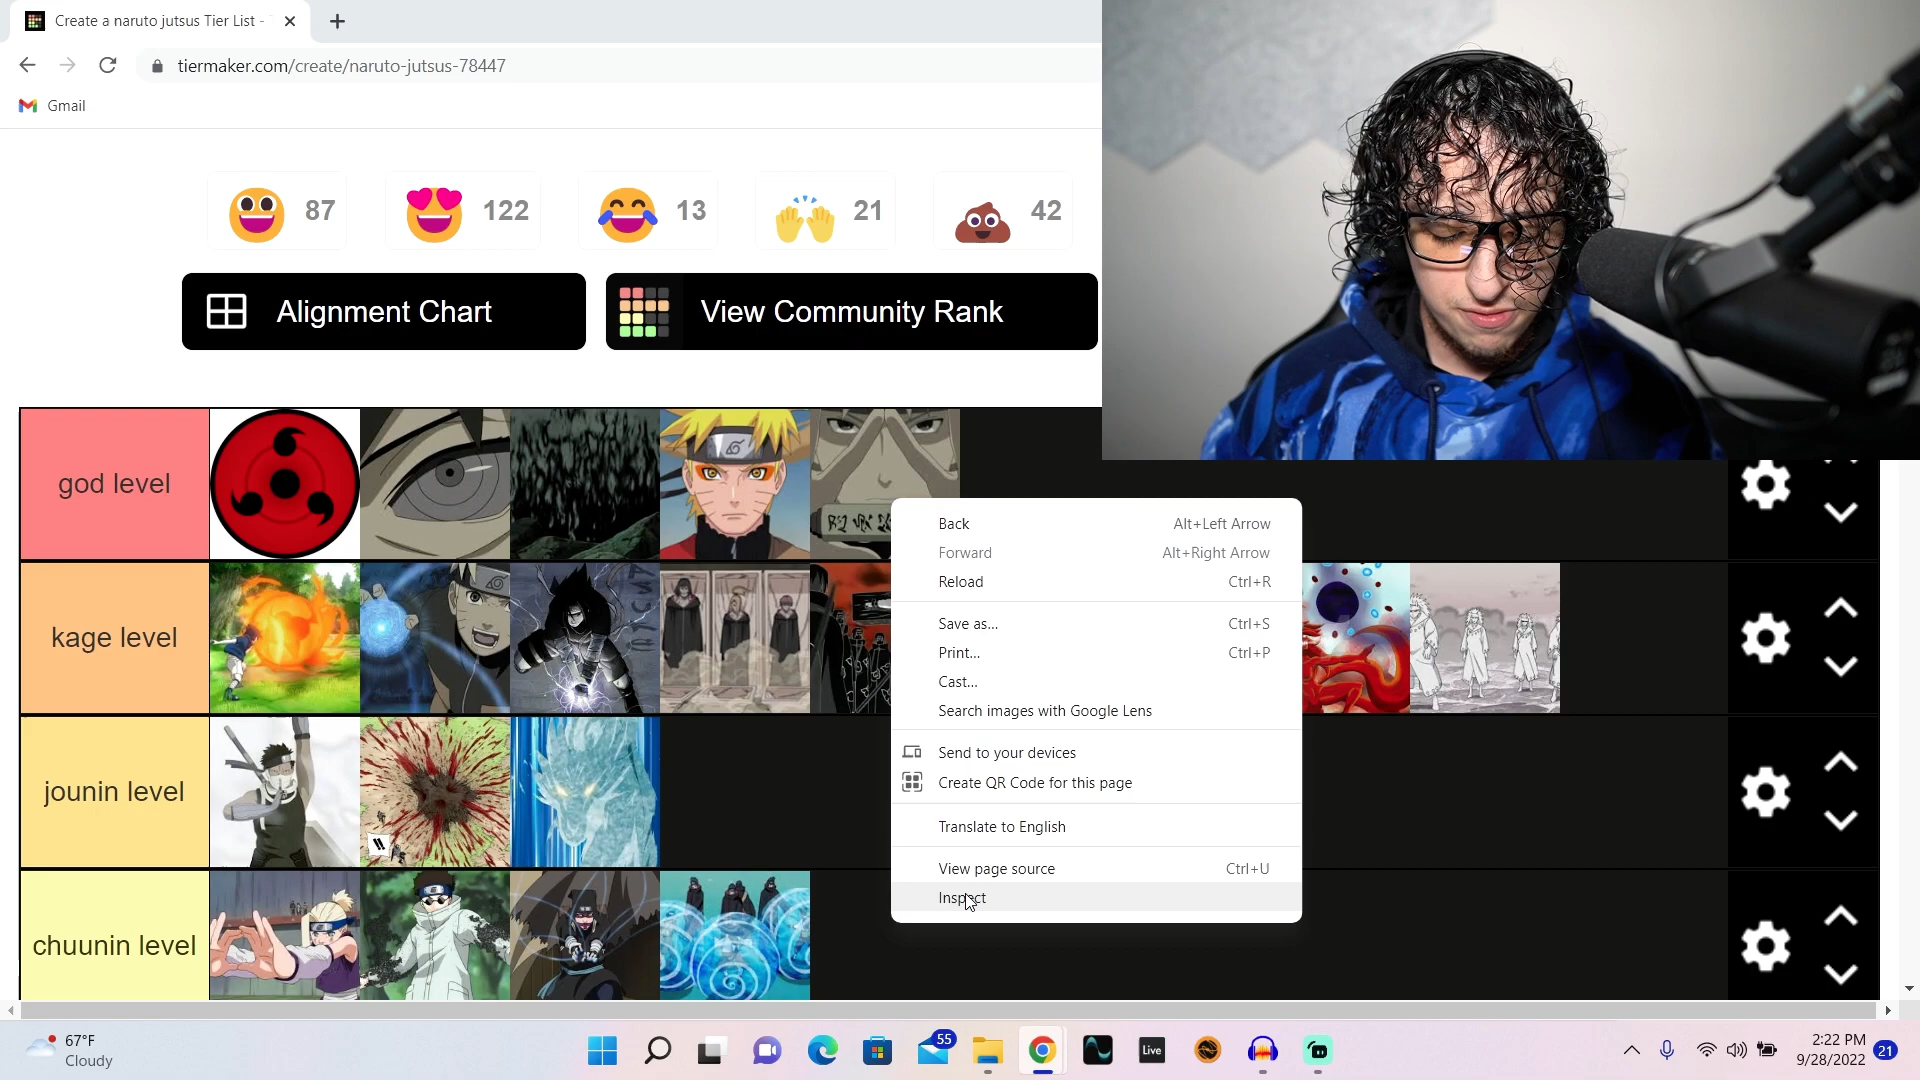 Create a naruto jutsus Tier List -
tiermaker.com/create/naruto-jutsus-78447
Gmail
87
122
13
21
42
Alignment Chart
View Community Rank
god level
kage level
jounin level
chuunin level
Back Alt+Left Arrow
Forward Alt+Right Arrow
Reload Ctrl+R
Save as... Ctrl+S
Print... Ctrl+P
Cast...
Search images with Google Lens
Send to your devices
Create QR Code for this page
Translate to English
View page source Ctrl+U
Inspect
67°F
Cloudy
55
Live
2:22 PM
9/28/2022
21